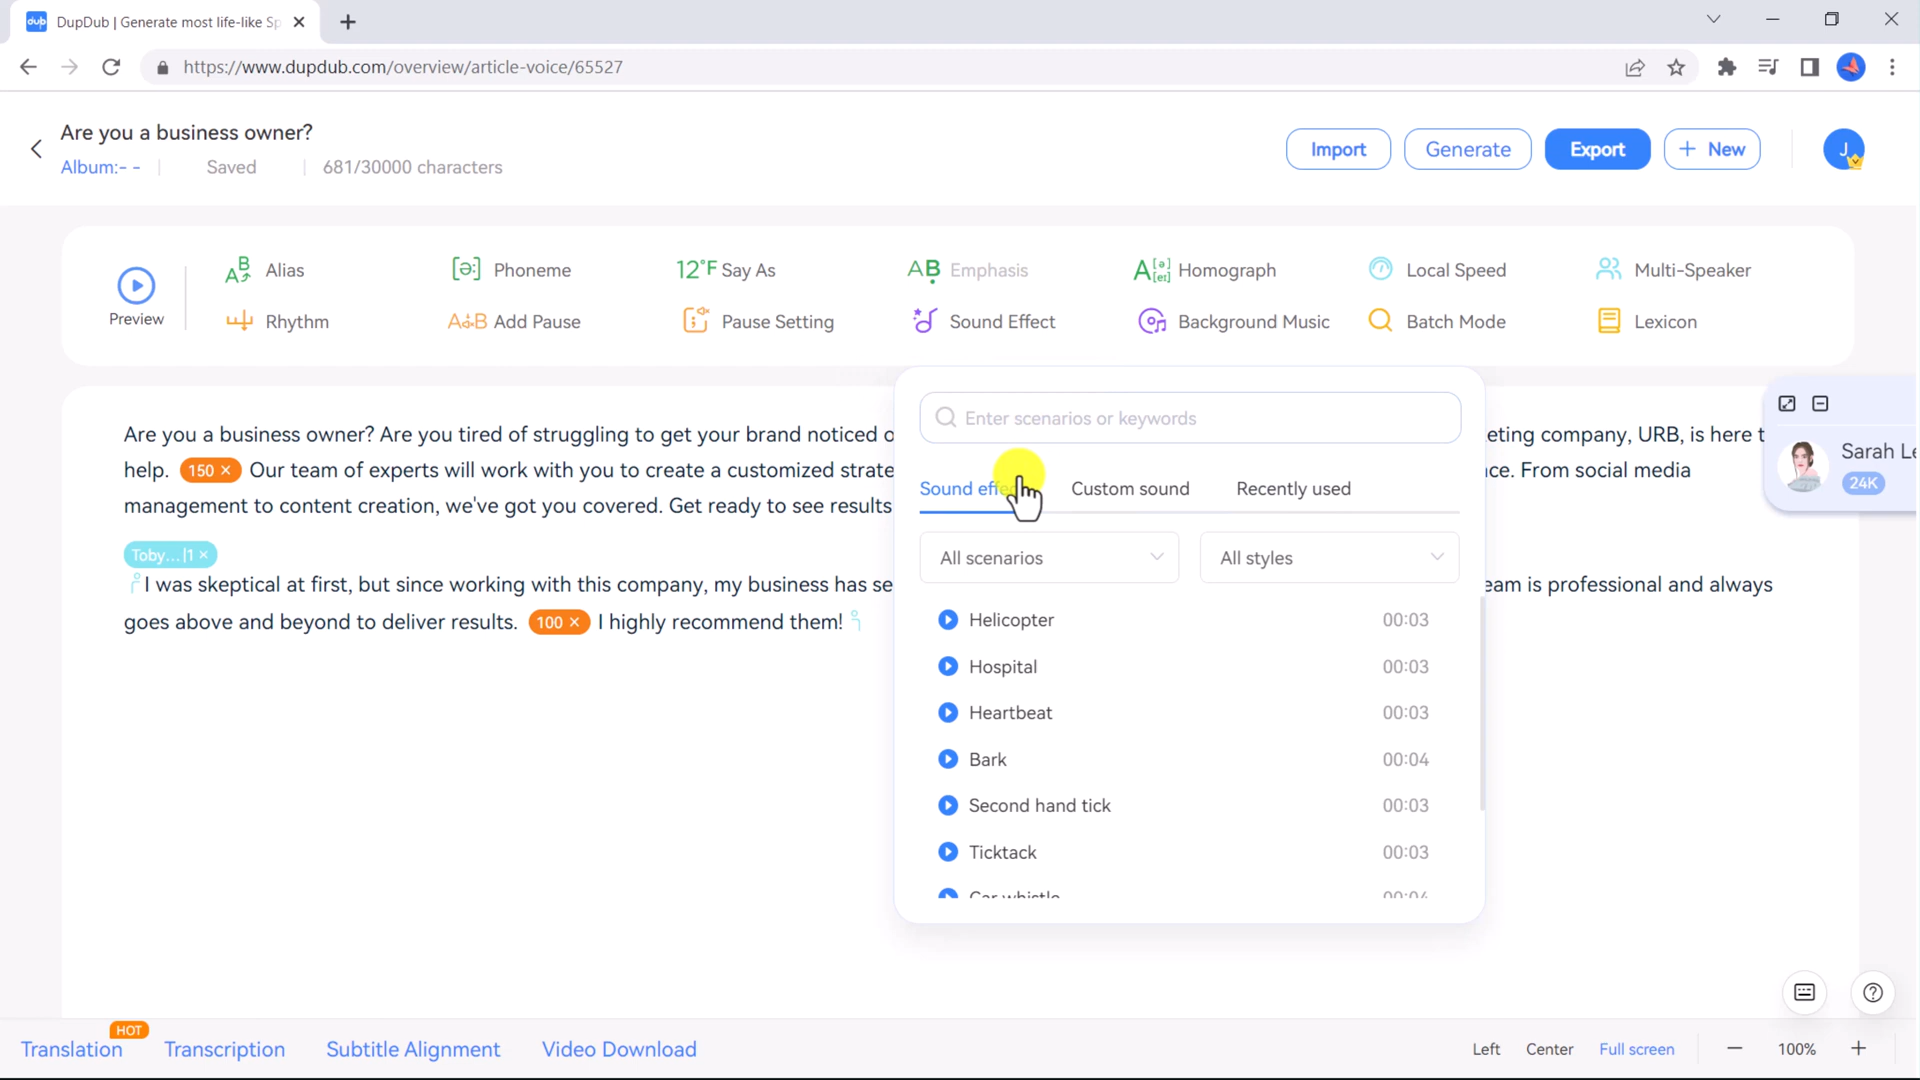 DupDub | Generate most life-like Sp
https://www.dupdub.com/overview/article-voice/65527
Are you a business owner?
Album:- -
Saved
681/30000 characters
Import
Generate
Export
+ New
J
Preview
Alias
Phoneme
12°F Say As
Emphasis
Homograph
Local Speed
Multi-Speaker
Rhythm
Add Pause
Pause Setting
Sound Effect
Background Music
Batch Mode
Lexicon
Are you a business owner? Are you tired of struggling to get your brand noticed
eting company, URB, is here t
help. 150 × Our team of experts will work with you to create a customized strate
ce. From social media
management to content creation, we've got you covered. Get ready to see results
Toby...|1 ×
I was skeptical at first, but since working with this company, my business has se
eam is professional and always
goes above and beyond to deliver results. 100 × I highly recommend them!
Enter scenarios or keywords
Sound effe
Custom sound
Recently used
All scenarios
All styles
Helicopter 00:03
Hospital 00:03
Heartbeat 00:03
Bark 00:04
Second hand tick 00:03
Ticktack 00:03
Car whistle 00:04
Sarah Le
24K
HOT
Translation
Transcription
Subtitle Alignment
Video Download
Left
Center
Full screen
100%